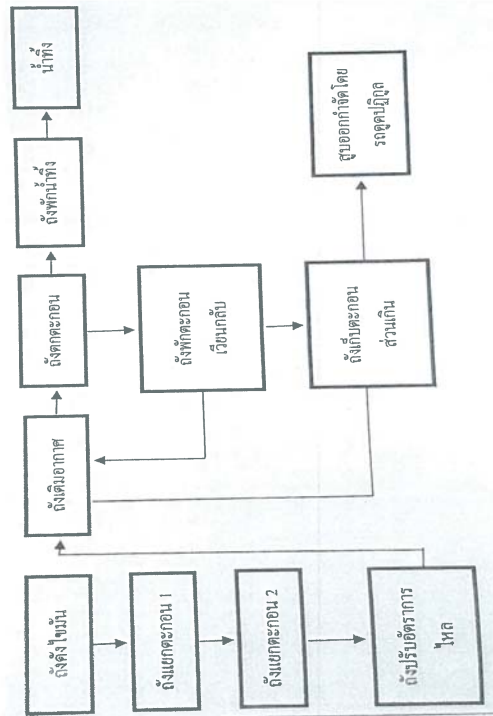 ถังดักไขมัน
ถังแยกตะกอน 1
ถังแยกตะกอน 2
ถังปรับอัตราการ
ไหล
ถังเติมอากาศ
ถังตกตะกอน
ถังพักน้ำทิ้ง
น้ำทิ้ง
ถังพักตะกอน
เวียนกลับ
ถังเก็บตะกอน
ส่วนเกิน
สูบออกกำจัดโดย
รถดูดปฏิกูล